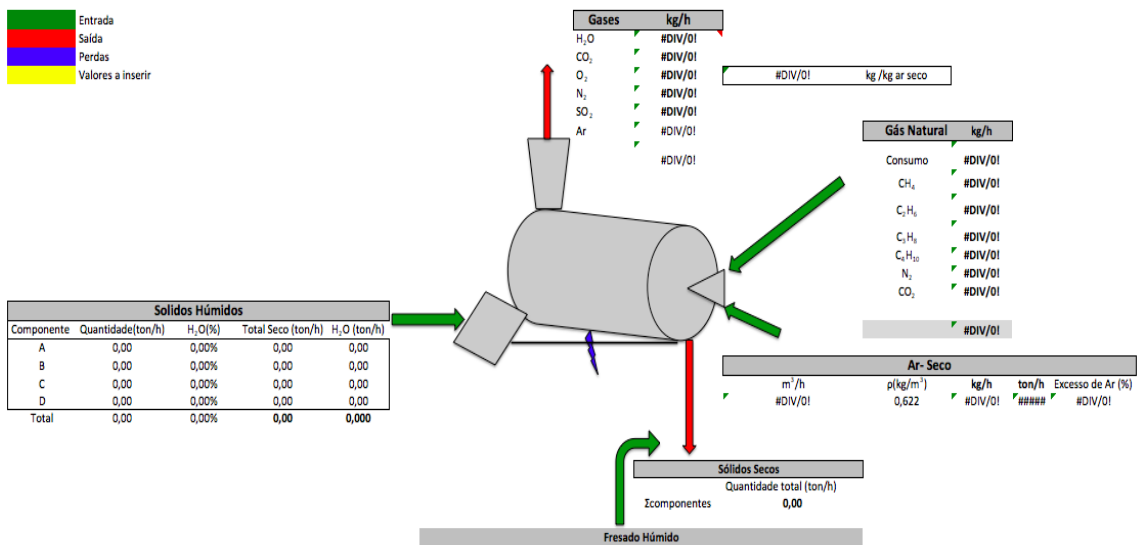 Entrada
Saída
Perdas
Valores a inserir
Gases kg/h
H₂O #DIV/0!
CO₂ #DIV/0!
O₂ #DIV/0!
N₂ #DIV/0!
SO₂ #DIV/0!
Ar #DIV/0!
#DIV/0!
#DIV/0! kg /kg ar seco
Gás Natural kg/h
Consumo #DIV/0!
CH₄ #DIV/0!
C₂H₆ #DIV/0!
C₃H₈ #DIV/0!
C₄H₁₀ #DIV/0!
N₂ #DIV/0!
CO₂ #DIV/0!
#DIV/0!
Solidos Húmidos
Componente Quantidade(ton/h) H₂O(%) Total Seco (ton/h) H₂O (ton/h)
A 0,00 0,00% 0,00 0,00
B 0,00 0,00% 0,00 0,00
C 0,00 0,00% 0,00 0,00
D 0,00 0,00% 0,00 0,00
Total 0,00 0,00% 0,00 0,000
Ar- Seco
m³/h ρ(kg/m³) kg/h ton/h Excesso de Ar (%)
#DIV/0! 0,622 #DIV/0! ##### #DIV/0!
Sólidos Secos
Quantidade total (ton/h)
Σcomponentes 0,00
Fresado Húmido